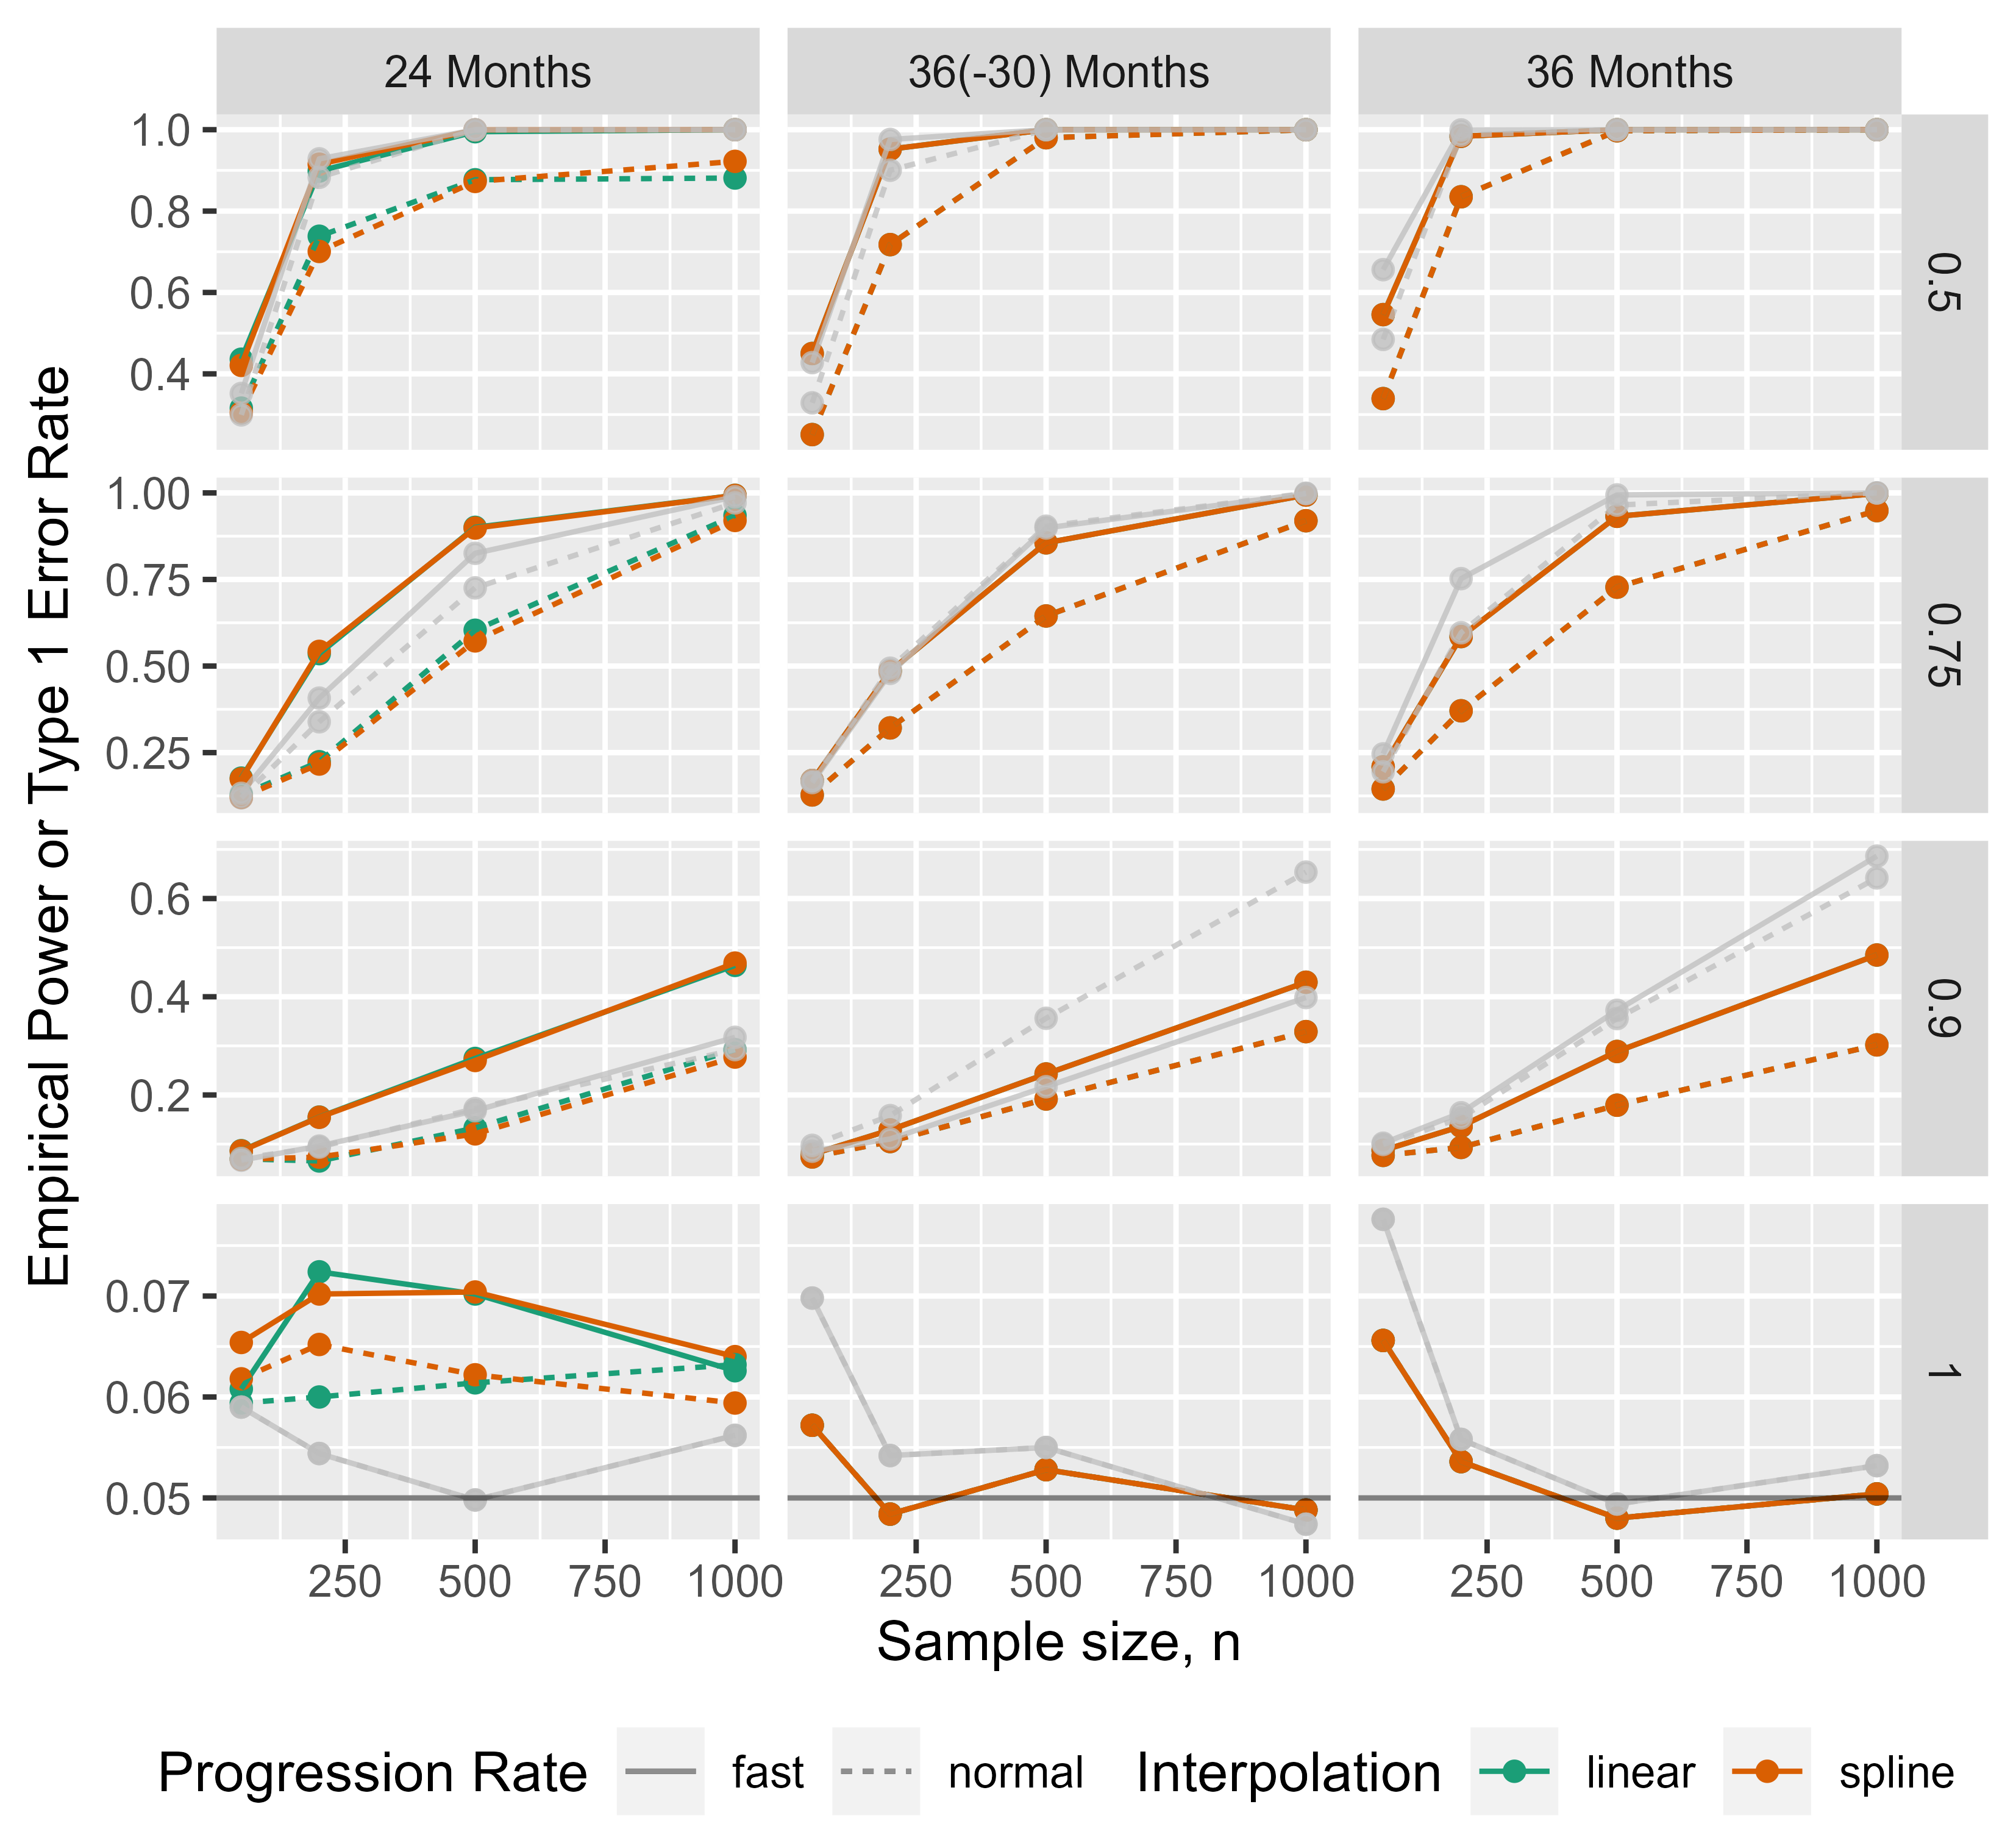 24 Months
36(-30) Months
36 Months
Empirical Power or Type 1 Error Rate
1.0
0.8
0.6
0.4
0.5
1.00
0.75
0.50
0.25
0.75
0.6
0.4
0.2
0.9
0.07
0.06
0.05
1
250 500 750 1000 250 500 750 1000 250 500 750 1000
Sample size, n
Progression Rate fast normal Interpolation linear spline